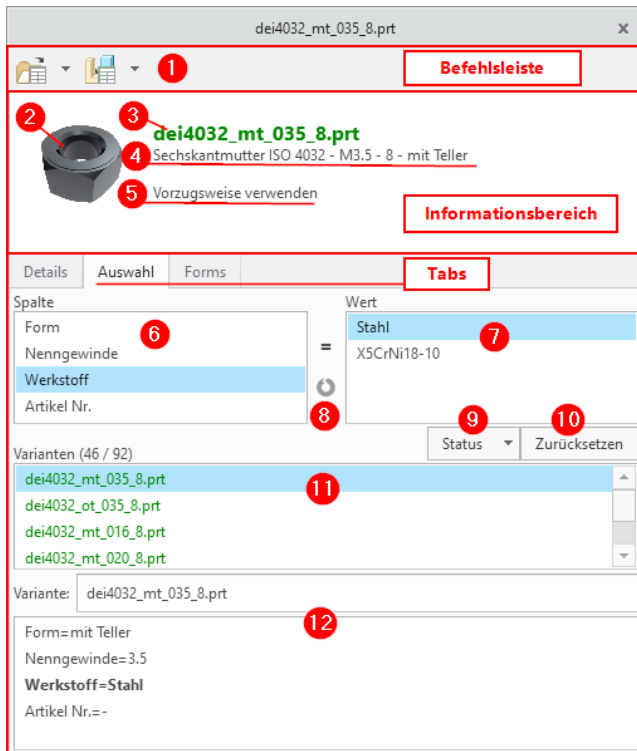 dei4032_mt_035_8.prt x
1 Befehlsleiste
2 3 dei4032_mt_035_8.prt
4 Sechskantmutter ISO 4032 - M3.5 - 8 - mit Teller
5 Vorzugsweise verwenden
Informationsbereich
Details Auswahl Forms Tabs
Spalte Wert
Form 6 Stahl 7
Nenngewinde = X5CrNi18-10
Werkstoff
Artikel Nr. 8
9 10
Status Zurücksetzen
Varianten (46 / 92)
dei4032_mt_035_8.prt 11
dei4032_ot_035_8.prt
dei4032_mt_016_8.prt
dei4032_mt_020_8.prt
Variante: dei4032_mt_035_8.prt
12
Form=mit Teller
Nenngewinde=3.5
Werkstoff=Stahl
Artikel Nr.=-